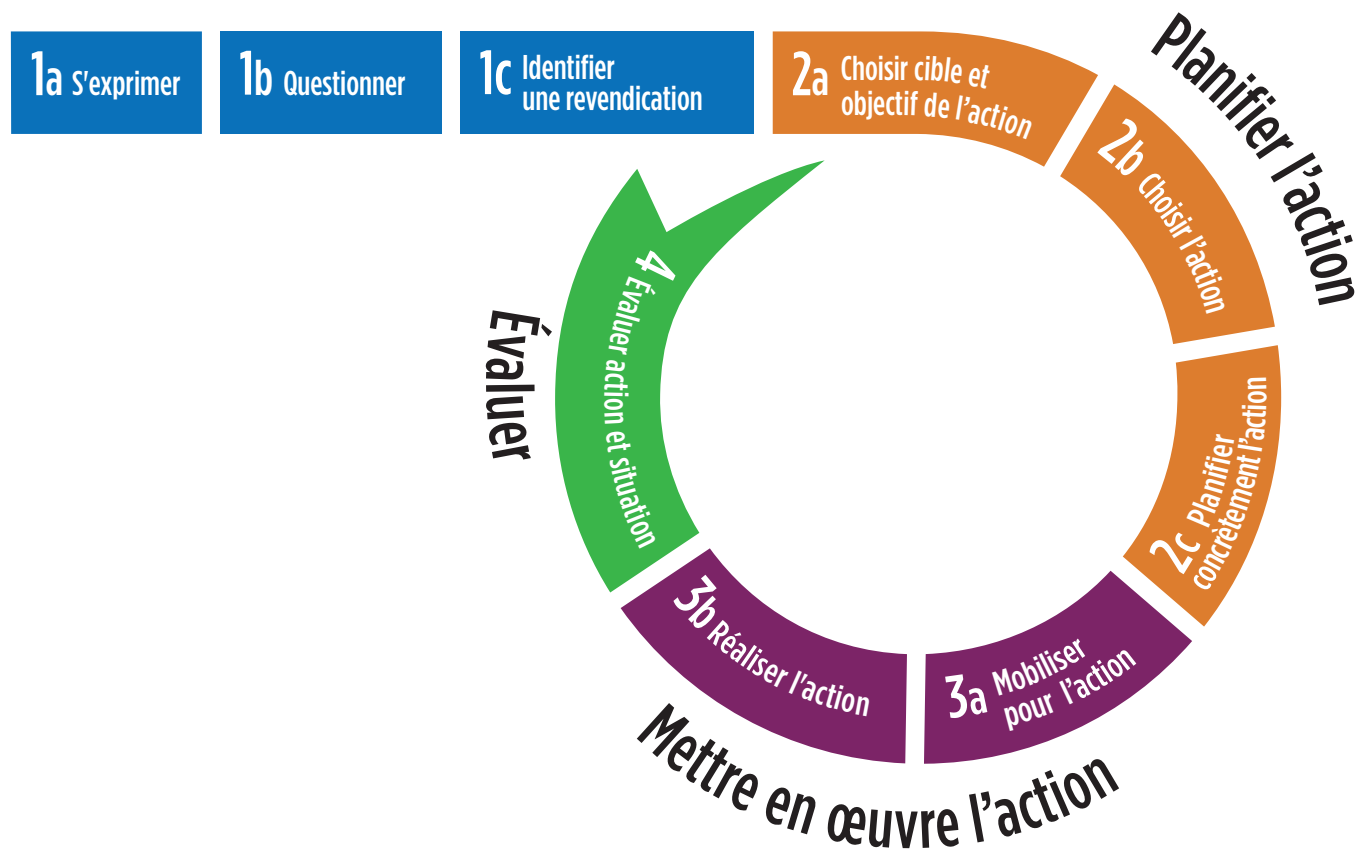 1a S'exprimer
1b Questionner
1c Identifier
une revendication
2a Choisir cible et
objectif de l'action
Planifier l'action
2b Choisir l'action
2c Planifier
concrètement l'action
3a Mobiliser
pour l'action
Mettre en œuvre l'action
3b Réaliser l'action
4 Évaluer action et situation
Évaluer